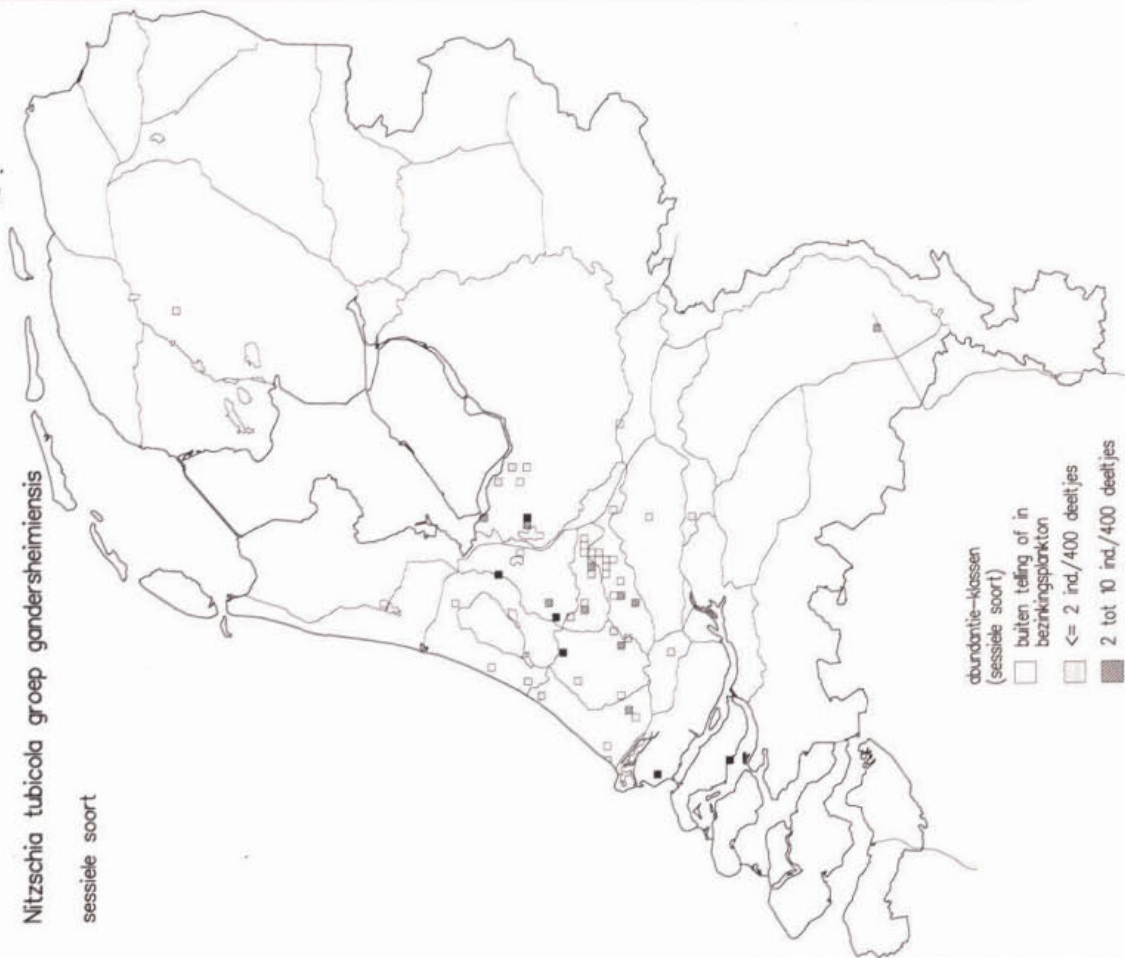 Nitzschia tubicola groep gandersheimiensis
sessiele soort
abundantie-klassen
(sessiele soort)
buiten telling of in
bezinkingsplankton
<= 2 ind./400 deeltjes
2 tot 10 ind./400 deeltjes